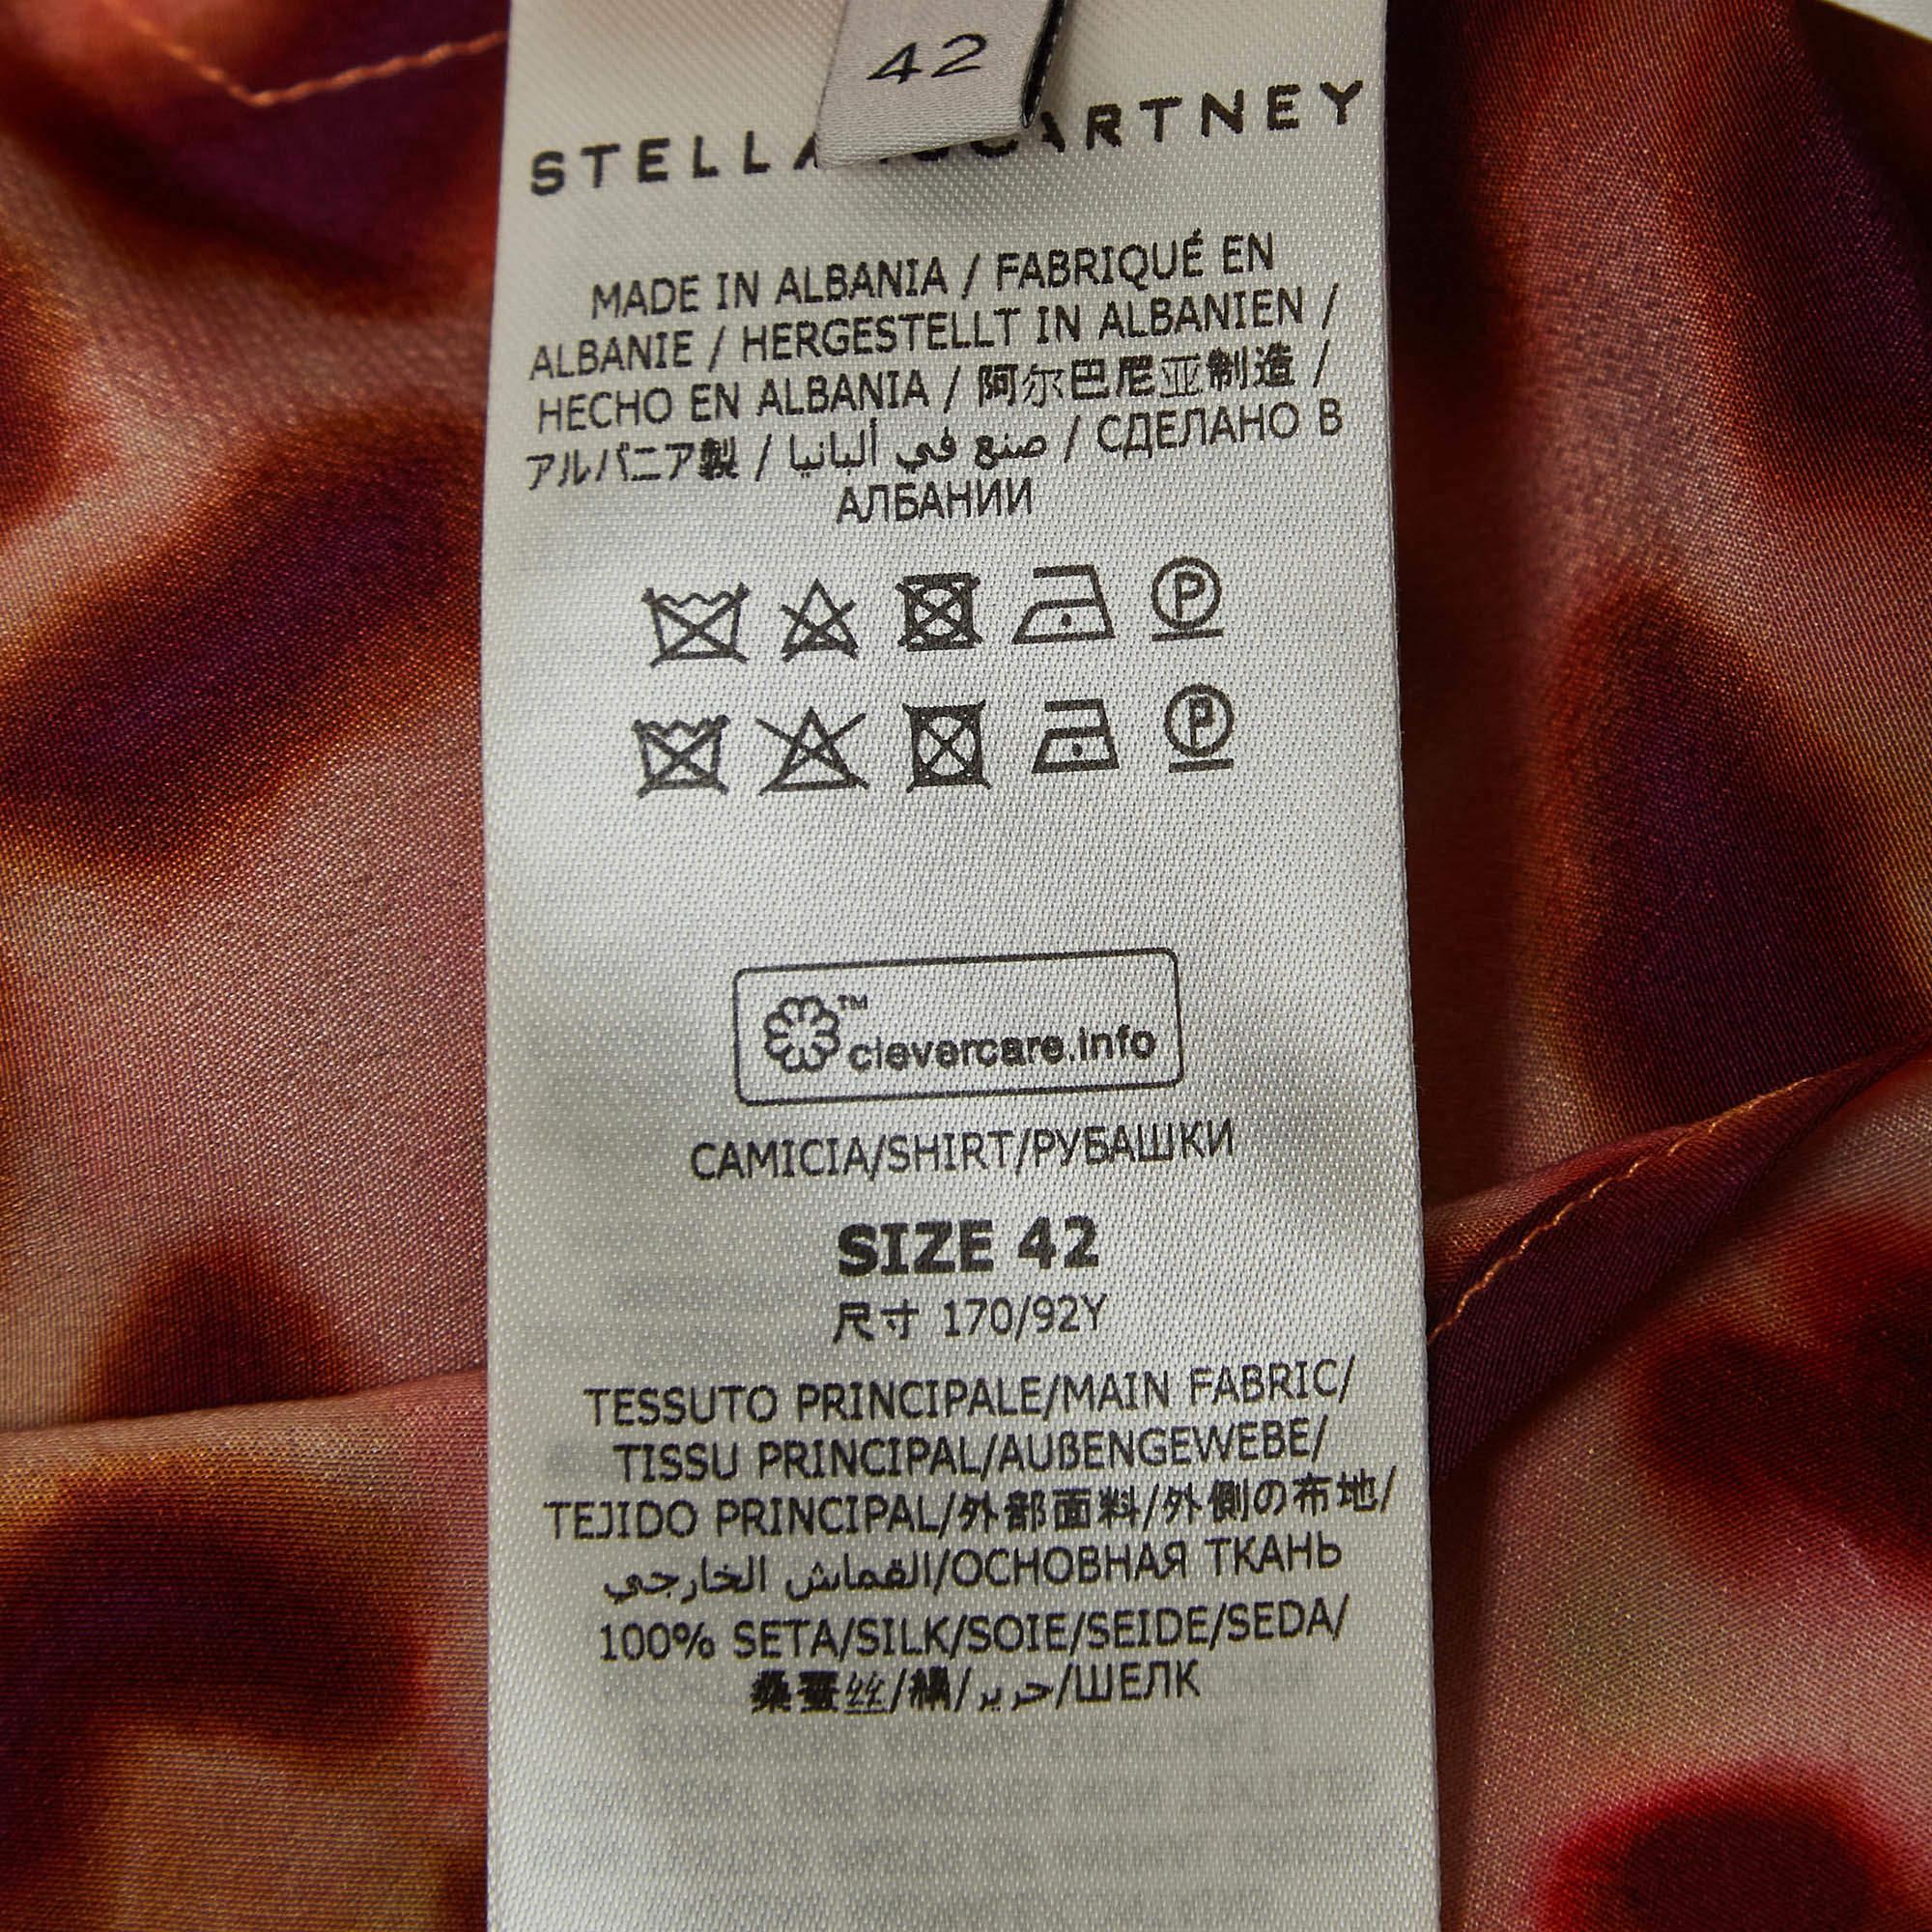 42
STELLA McCARTNEY
MADE IN ALBANIA / FABRIQUÉ EN
ALBANIE / HERGESTELLT IN ALBANIEN /
HECHO EN ALBANIA / 阿尔巴尼亚制造 /
アルバニア製 / صنع في ألبانيا / СДЕЛАНО В
АЛБАНИИ
P
P
™
clevercare.info
CAMICIA/SHIRT/РУБАШКИ
SIZE 42
尺寸 170/92Y
TESSUTO PRINCIPALE/MAIN FABRIC/
TISSU PRINCIPAL/AUßENGEWEBE/
TEJIDO PRINCIPAL/外部面料/外側の布地/
القماش الخارجي/ОСНОВНАЯ ТКАНЬ
100% SETA/SILK/SOIE/SEIDE/SEDA/
桑蚕丝/絹/حرير/ШЕЛК